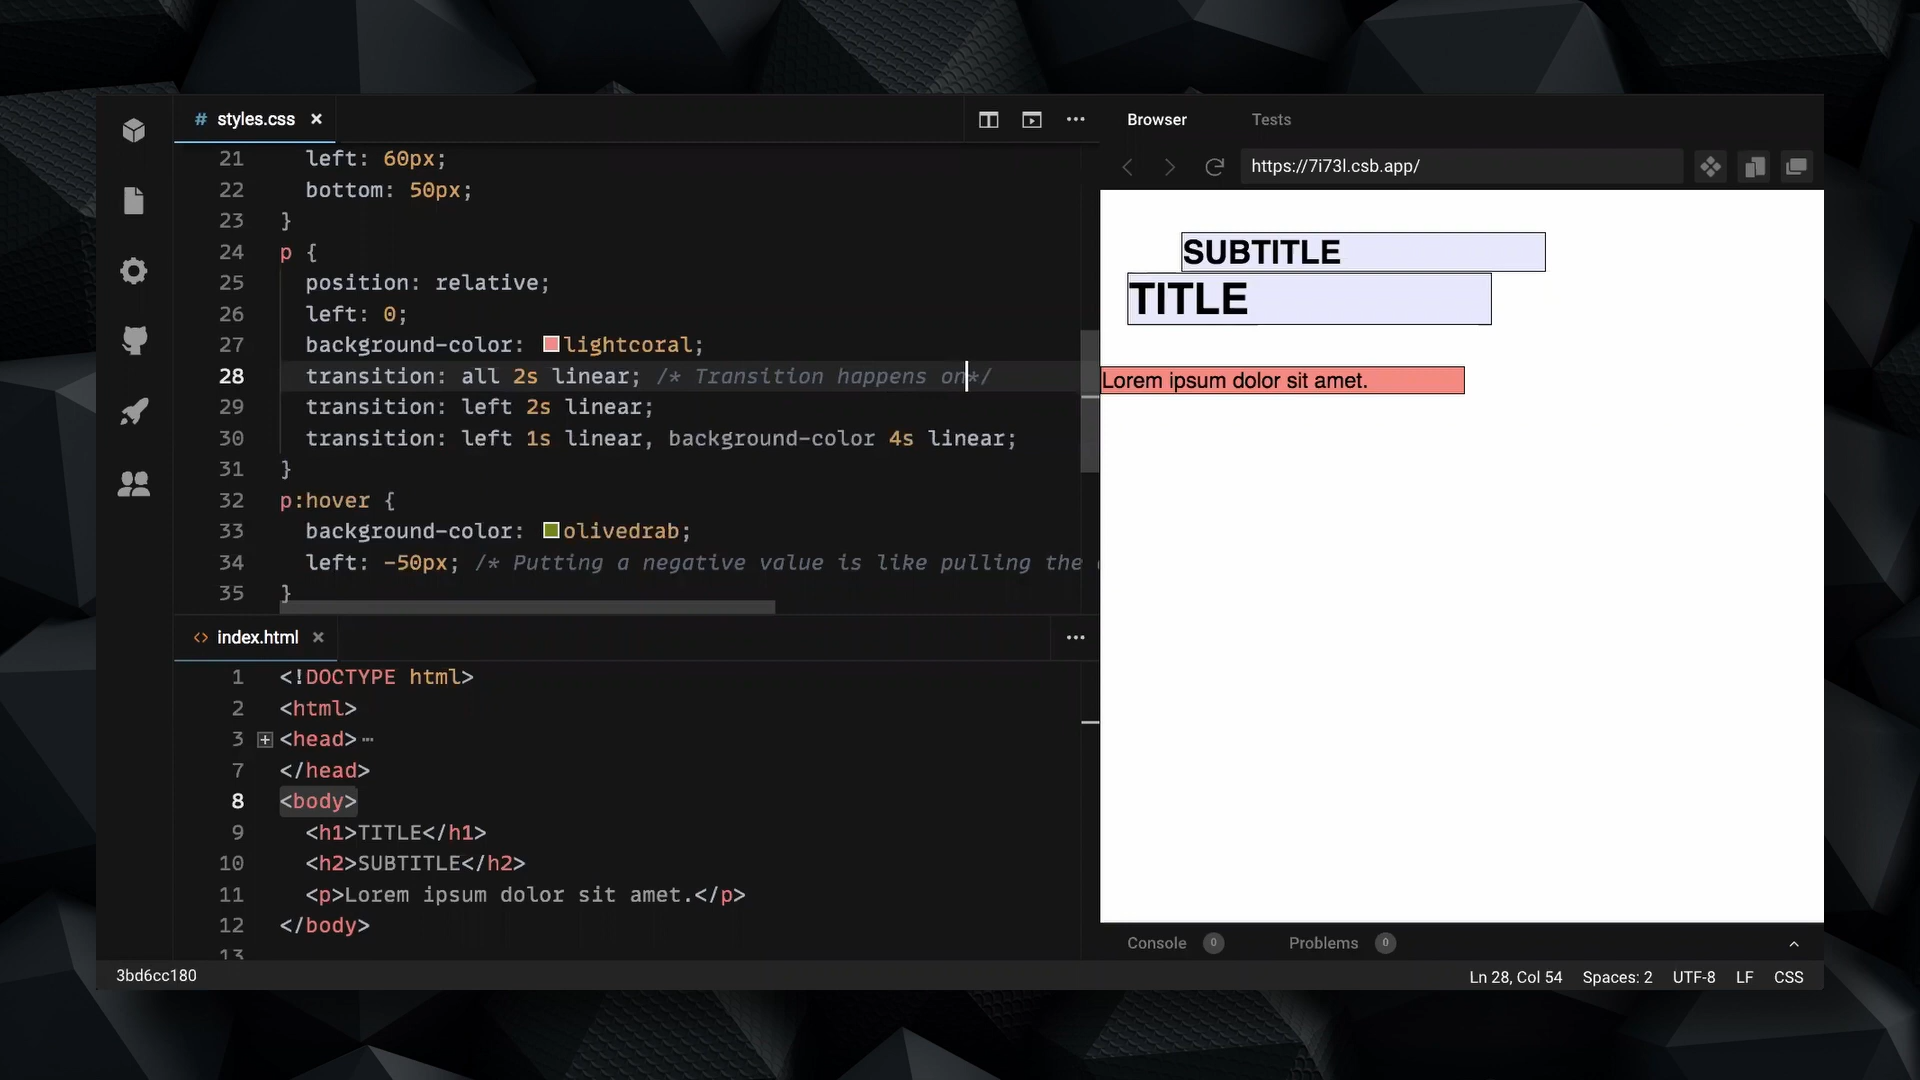 # styles.css ×
21 left: 60px;
22 bottom: 50px;
23 }
24 p {
25 position: relative;
26 left: 0;
27 background-color: lightcoral;
28 transition: all 2s linear; /* Transition happens on*/
29 transition: left 2s linear;
30 transition: left 1s linear, background-color 4s linear;
31 }
32 p:hover {
33 background-color: olivedrab;
34 left: -50px; /* Putting a negative value is like pulling the
35 }
<> index.html ×
1 <!DOCTYPE html>
2 <html>
3 <head>
7 </head>
8 <body>
9 <h1>TITLE</h1>
10 <h2>SUBTITLE</h2>
11 <p>Lorem ipsum dolor sit amet.</p>
12 </body>
13
Browser Tests
https://7i73l.csb.app/
SUBTITLE
TITLE
Lorem ipsum dolor sit amet.
Console 0 Problems 0
3bd6cc180 Ln 28, Col 54 Spaces: 2 UTF-8 LF CSS